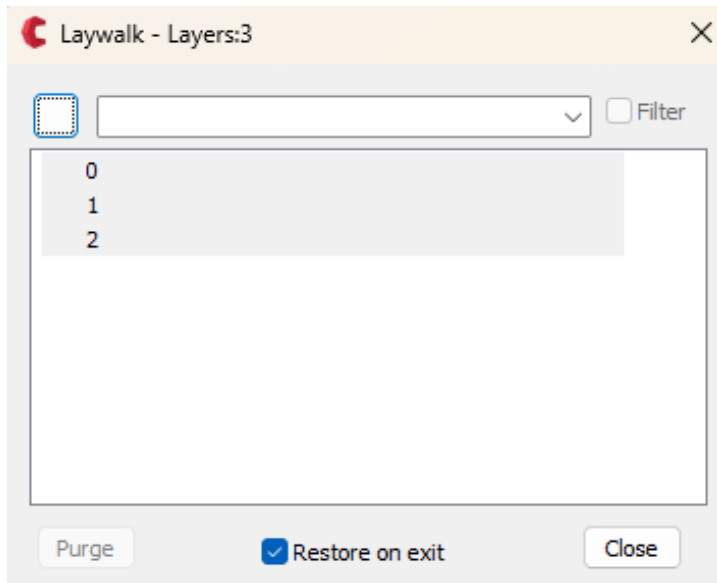 Laywalk - Layers:3
Filter
0
1
2
Purge
Restore on exit
Close